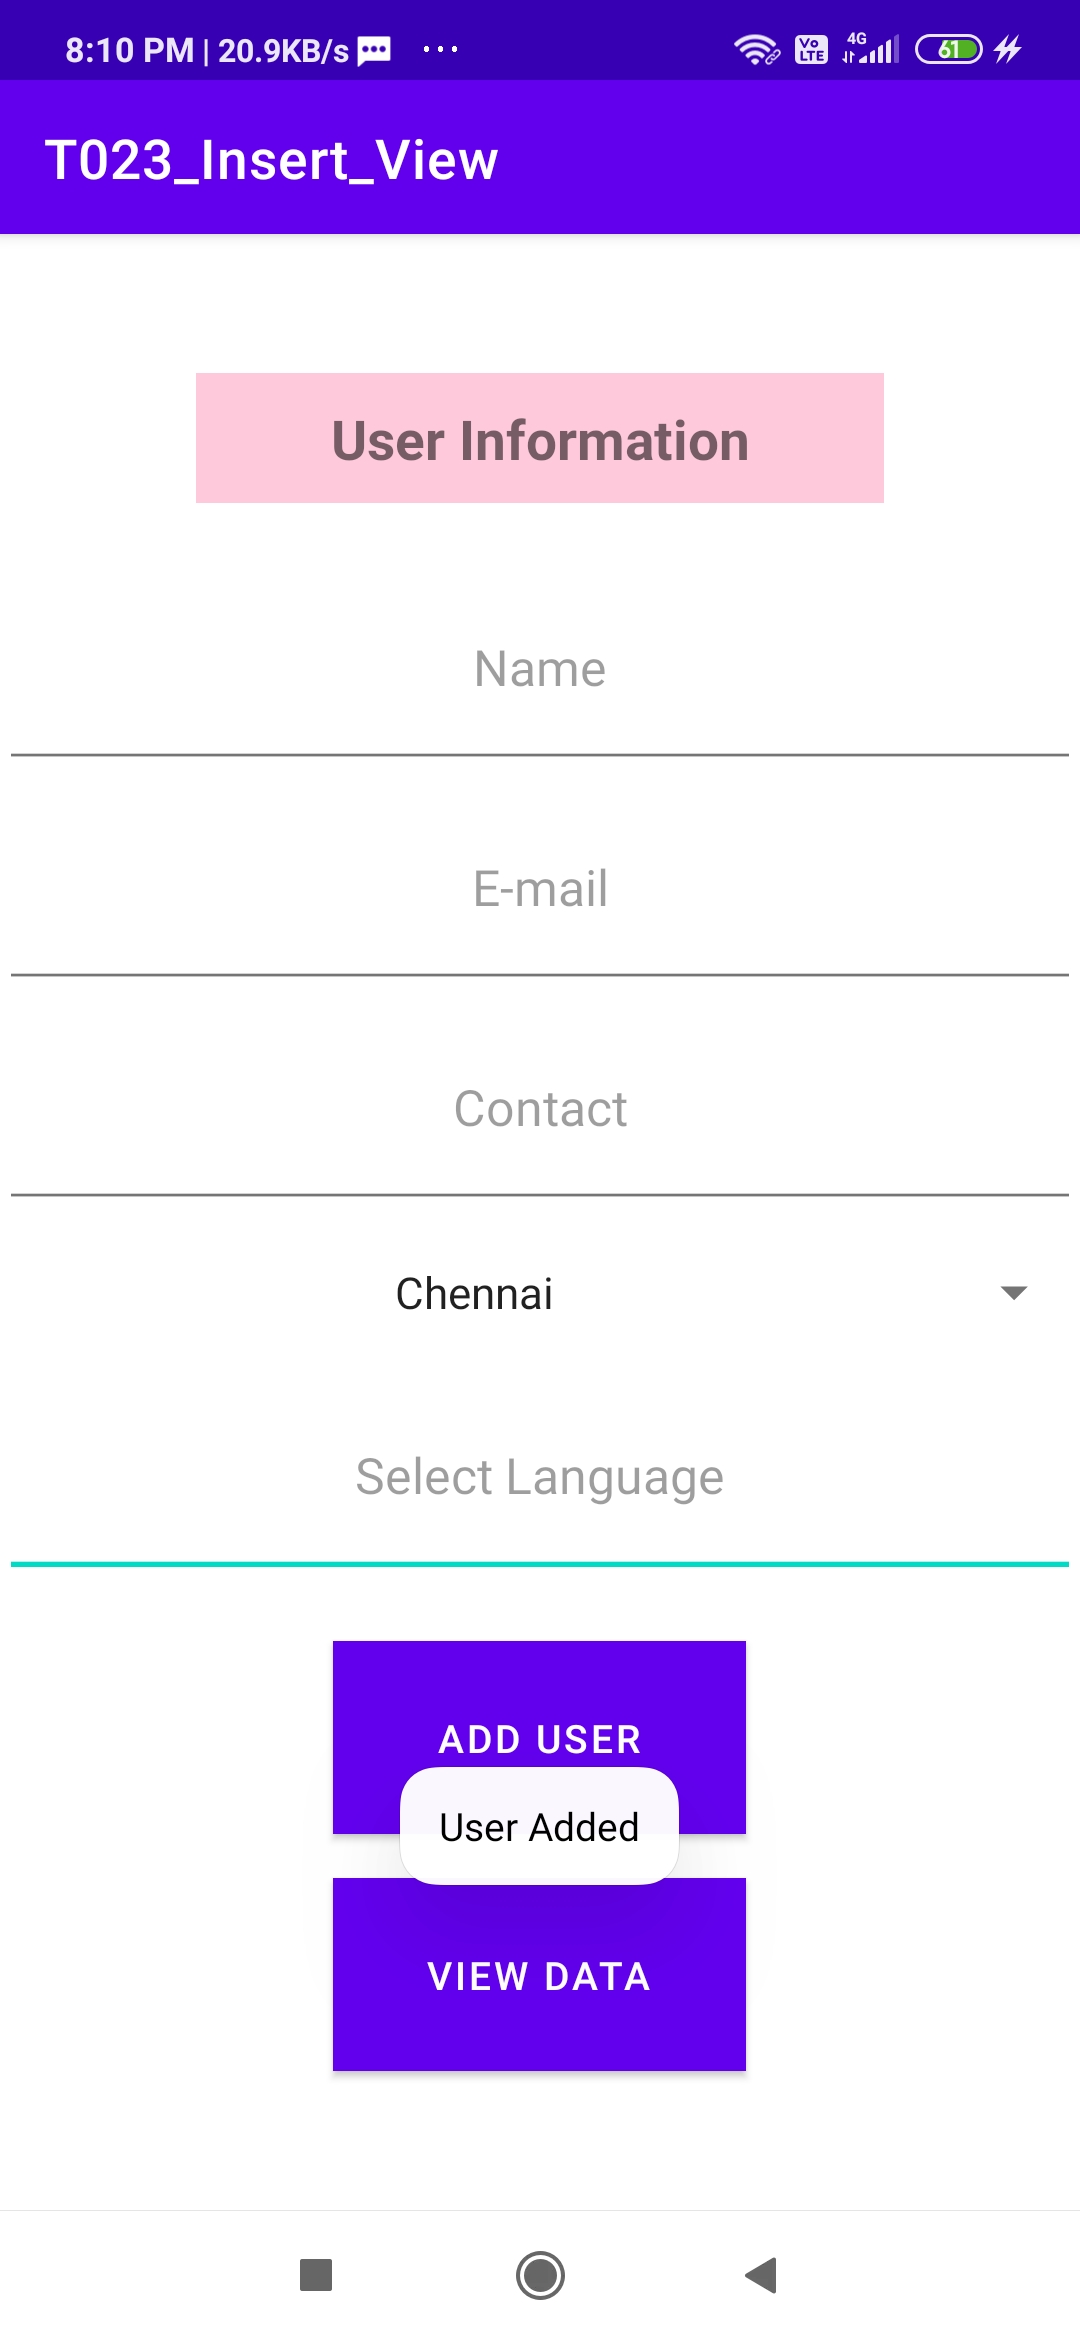 8:10 PM | 20.9KB/s ...
Vo LTE 4G 61
T023_Insert_View
User Information
Name
E-mail
Contact
Chennai
Select Language
ADD USER
User Added
VIEW DATA